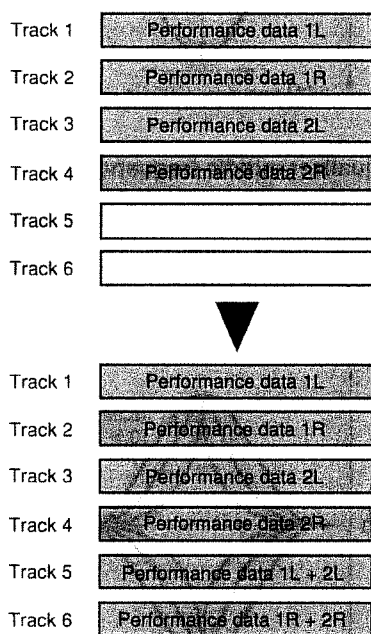 Track 1 Performance data 1L
Track 2 Performance data 1R
Track 3 Performance data 2L
Track 4 Performance data 2R
Track 5
Track 6
Track 1 Performance data 1L
Track 2 Performance data 1R
Track 3 Performance data 2L
Track 4 Performance data 2R
Track 5 Performance data 1L + 2L
Track 6 Performance data 1R + 2R